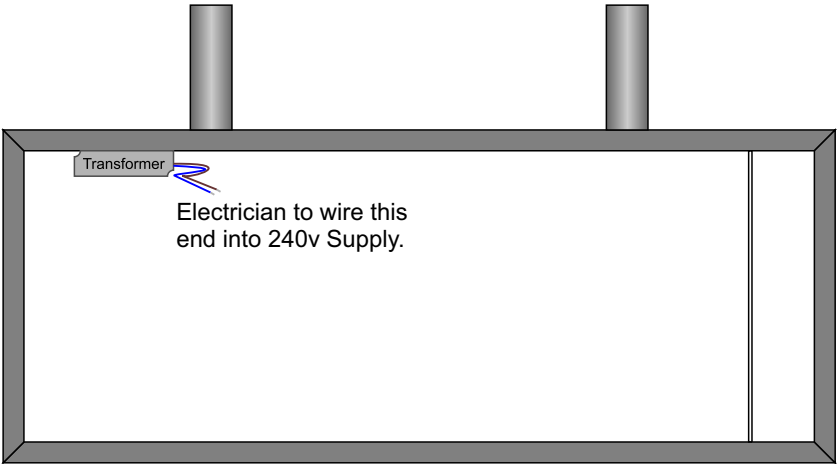 Transformer
Electrician to wire this
end into 240v Supply.